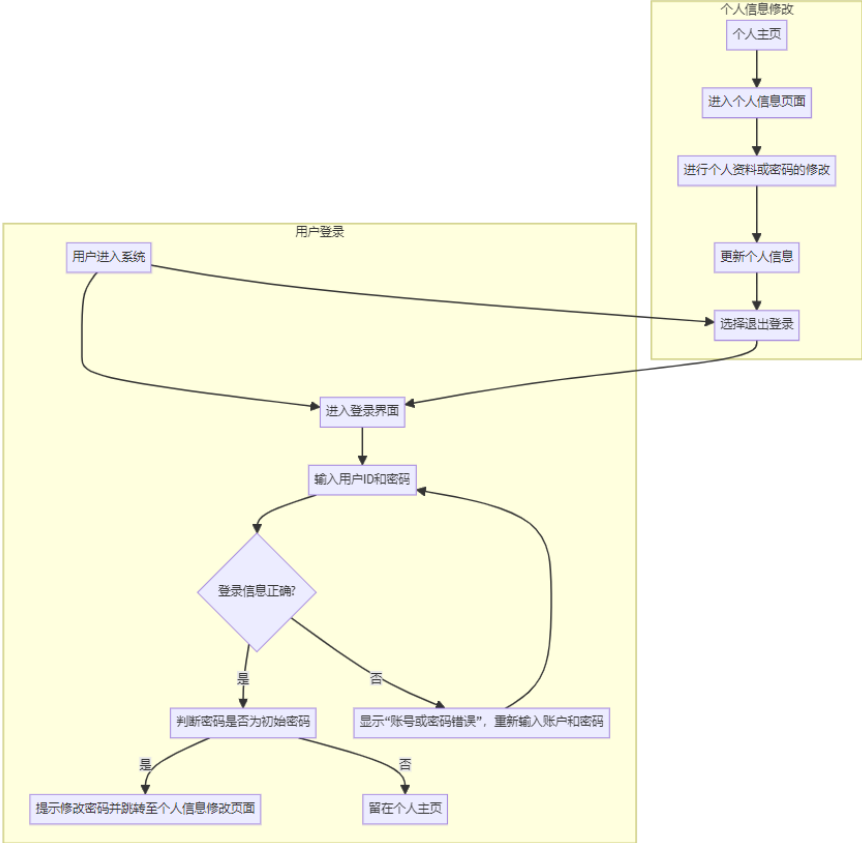 个人信息修改
个人主页
进入个人信息页面
进行个人资料或密码的修改
更新个人信息
选择退出登录
用户登录
用户进入系统
进入登录界面
输入用户ID和密码
登录信息正确?
是
否
判断密码是否为初始密码
显示“账号或密码错误”，重新输入账户和密码
是
否
提示修改密码并跳转至个人信息修改页面
留在个人主页